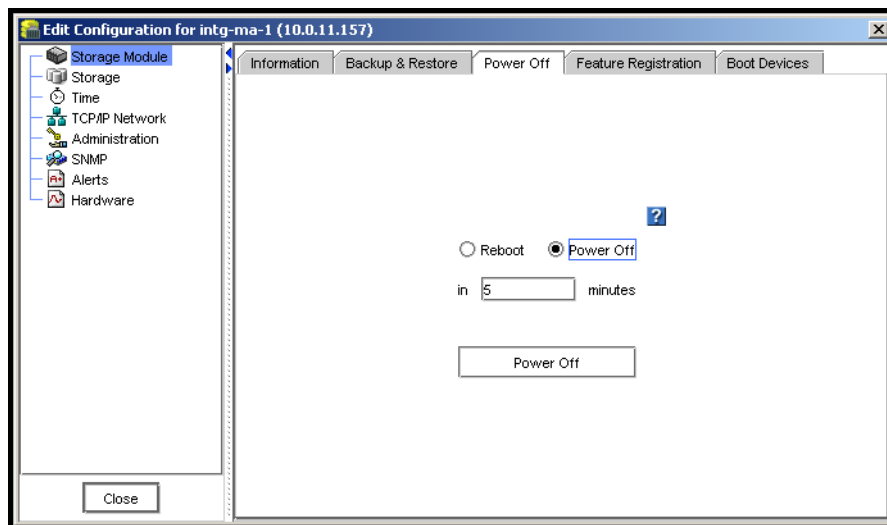 Edit Configuration for intg-ma-1 (10.0.11.157)
Storage Module
Storage
Time
TCP/IP Network
Administration
SNMP
Alerts
Hardware
Close
Information Backup & Restore Power Off Feature Registration Boot Devices
?
Reboot Power Off
in 5 minutes
Power Off